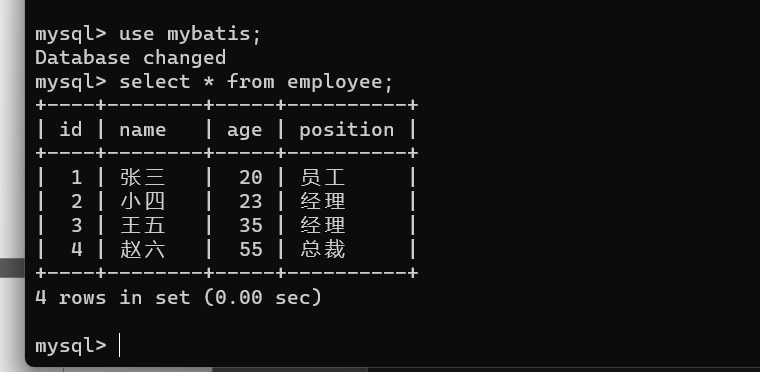 mysql> use mybatis;
Database changed
mysql> select * from employee;
+----+--------+-----+----------+
| id | name   | age | position |
+----+--------+-----+----------+
|  1 | 张三   |  20 | 员工     |
|  2 | 小四   |  23 | 经理     |
|  3 | 王五   |  35 | 经理     |
|  4 | 赵六   |  55 | 总裁     |
+----+--------+-----+----------+
4 rows in set (0.00 sec)
mysql>